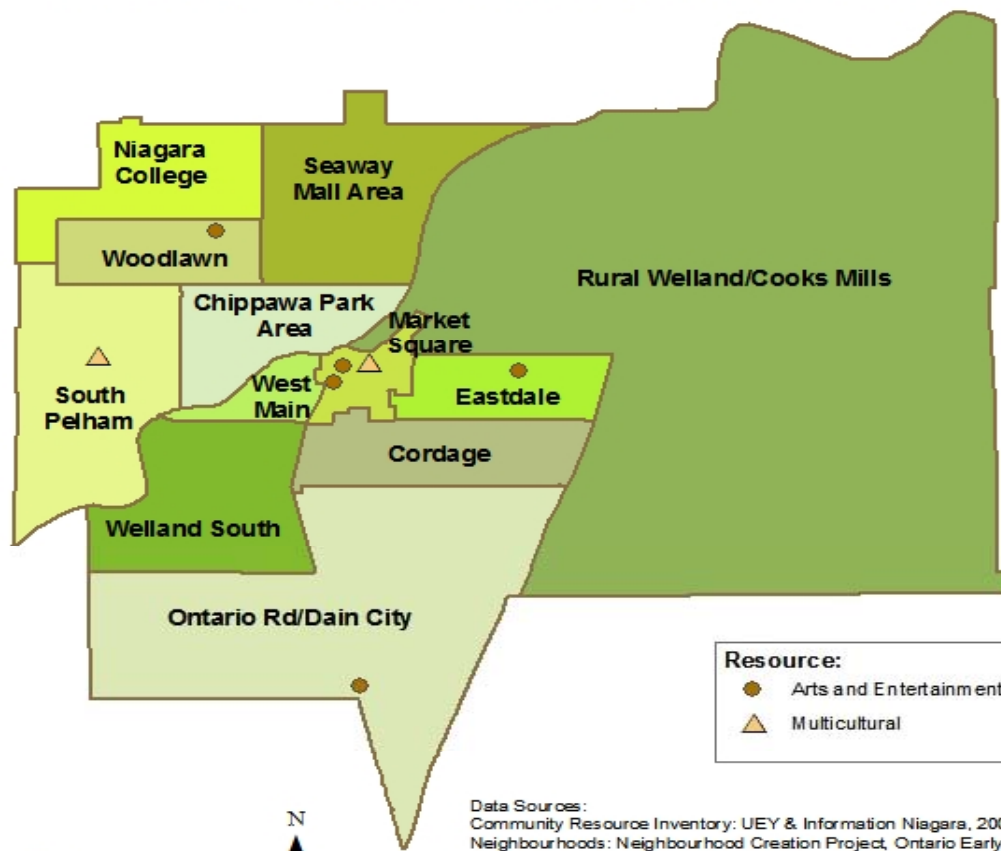 Niagara
College
Seaway
Mall Area
Woodlawn
Rural Welland/Cooks Mills
Chippawa Park
Area
Market
Square
South
Pelham
West
Main
Eastdale
Cordage
Welland South
Ontario Rd/Dain City
Resource:
Arts and Entertainment
Multicultural
N
Data Sources:
Community Resource Inventory: UEY & Information Niagara,
Neighbourhoods: Neighbourhood Creation Project, Ontario Early